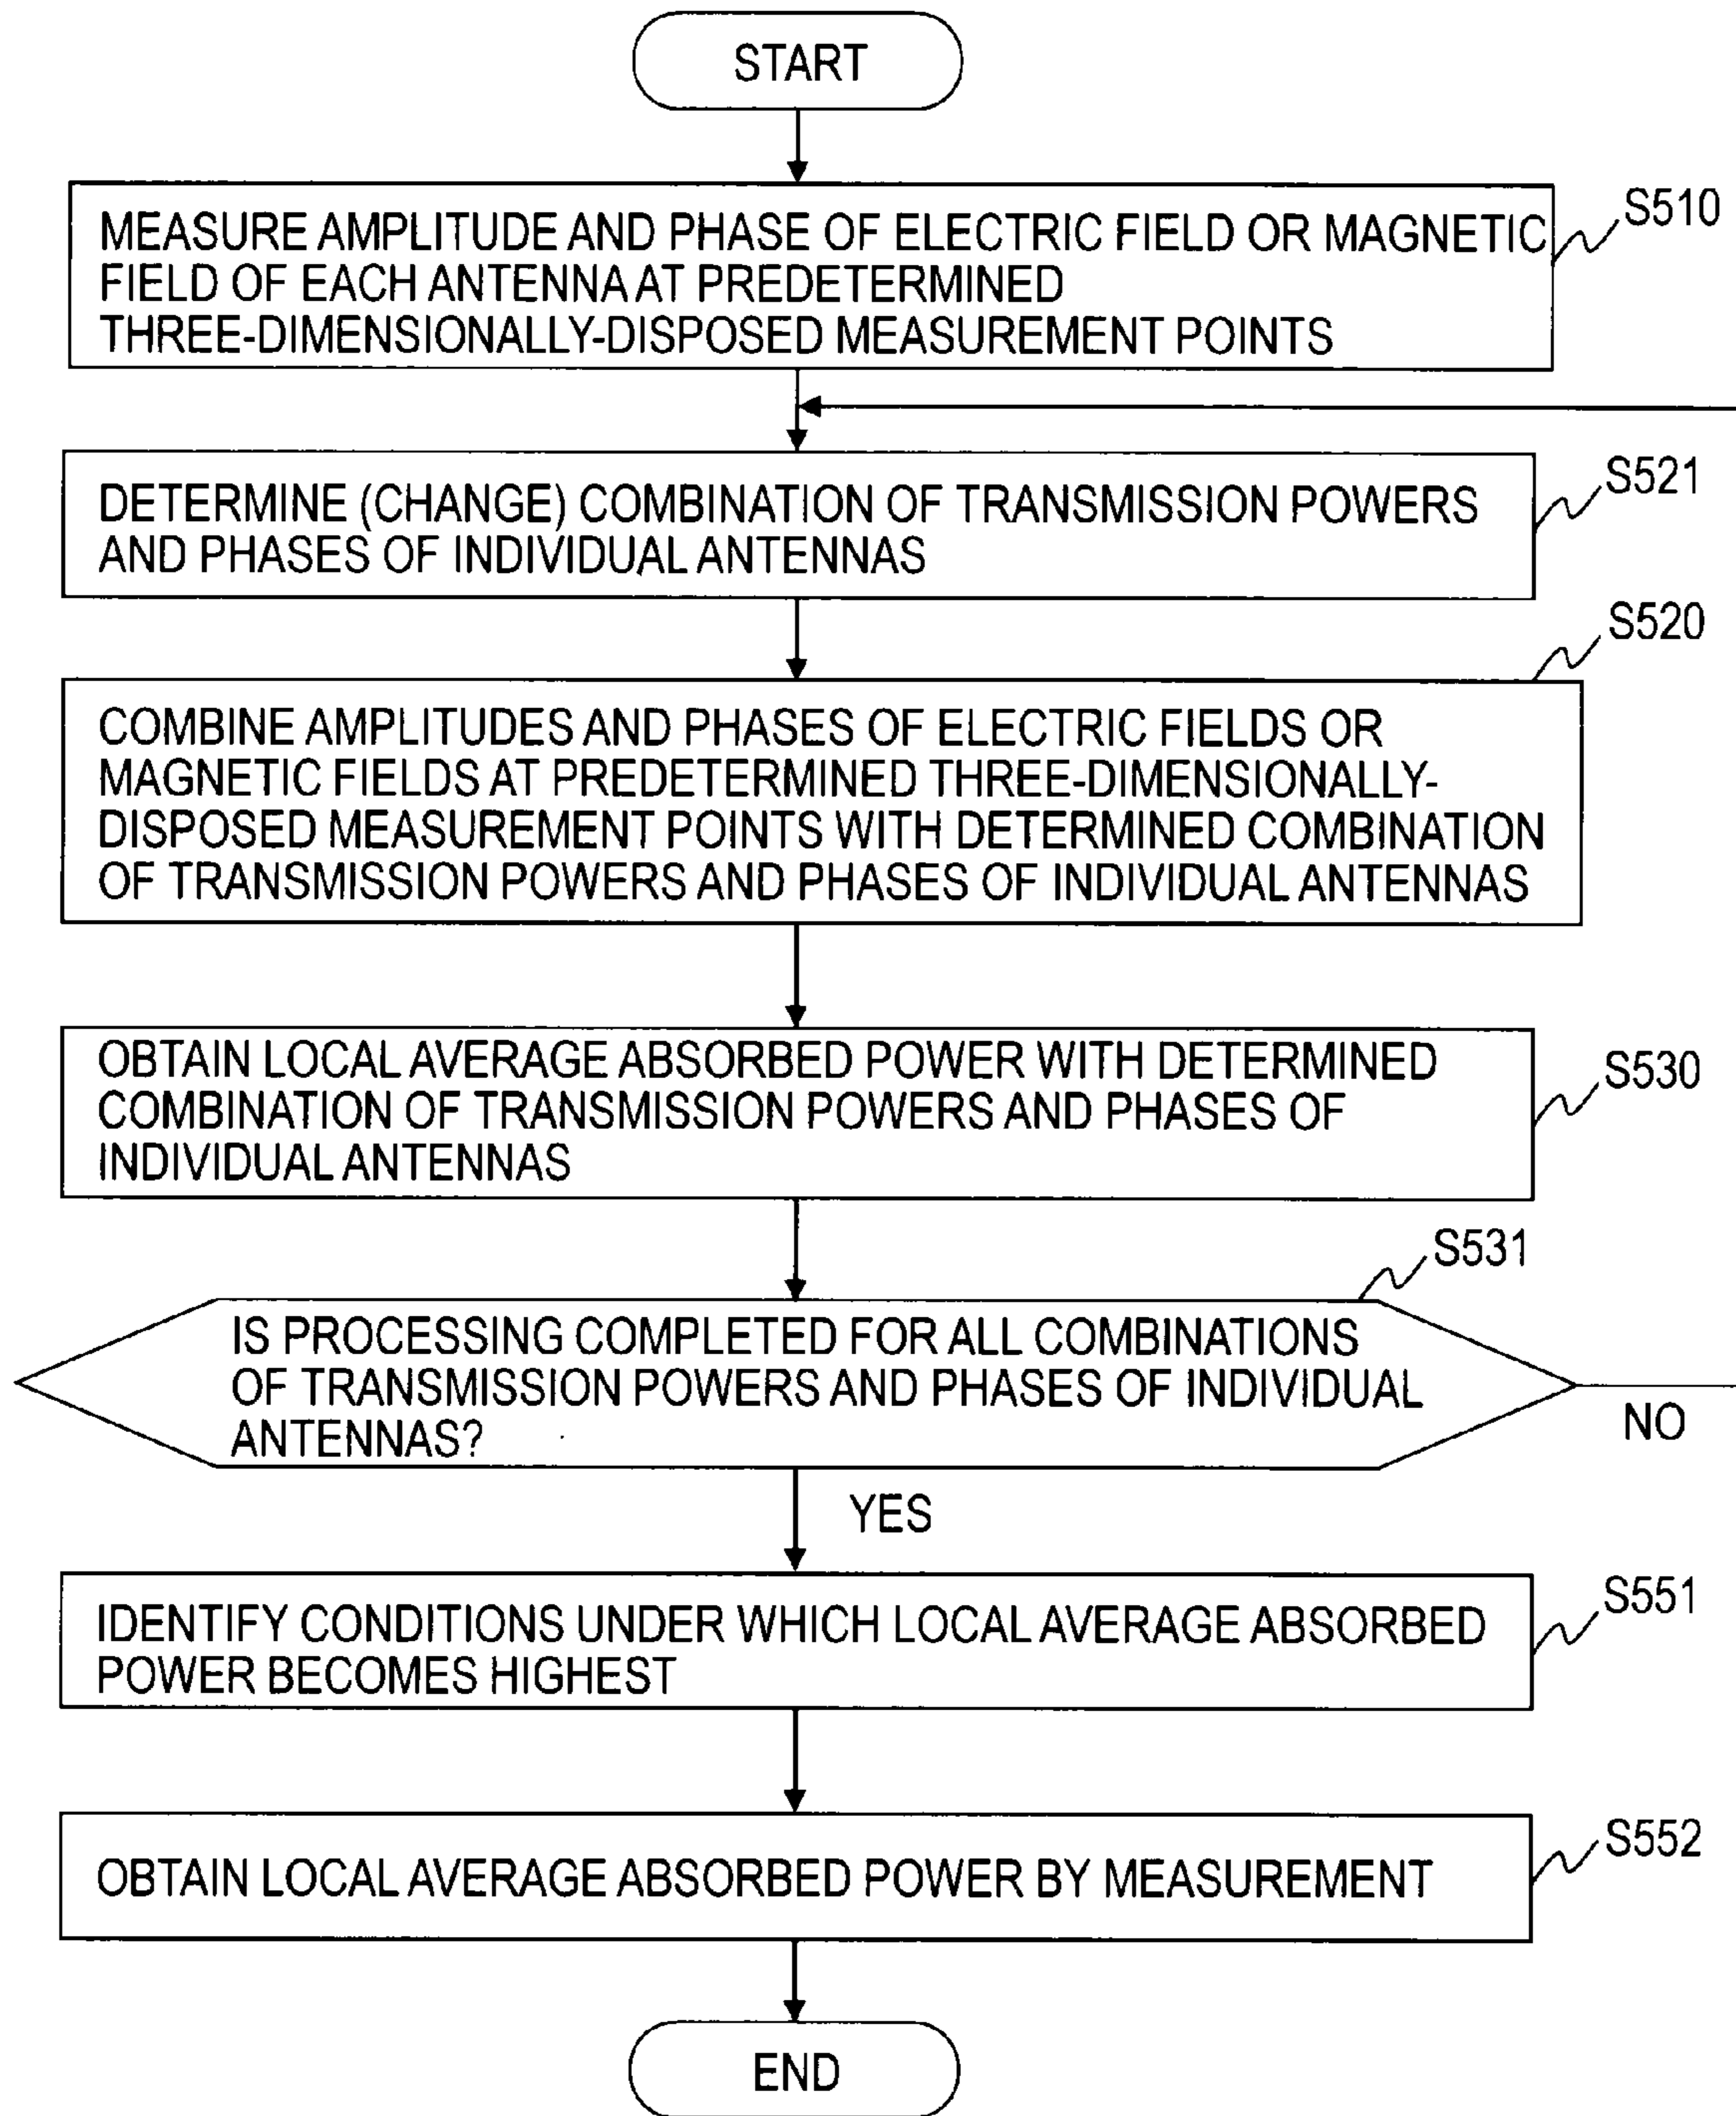 START
S510
MEASURE AMPLITUDE AND PHASE OF ELECTRIC FIELD OR MAGNETIC
FIELD OF EACH ANTENNA AT PREDETERMINED
THREE-DIMENSIONALLY-DISPOSED MEASUREMENT POINTS
S521
DETERMINE (CHANGE) COMBINATION OF TRANSMISSION POWERS
AND PHASES OF INDIVIDUAL ANTENNAS
S520
COMBINE AMPLITUDES AND PHASES OF ELECTRIC FIELDS OR
MAGNETIC FIELDS AT PREDETERMINED THREE-DIMENSIONALLY-
DISPOSED MEASUREMENT POINTS WITH DETERMINED COMBINATION
OF TRANSMISSION POWERS AND PHASES OF INDIVIDUAL ANTENNAS
S530
OBTAIN LOCAL AVERAGE ABSORBED POWER WITH DETERMINED
COMBINATION OF TRANSMISSION POWERS AND PHASES OF
INDIVIDUAL ANTENNAS
S531
IS PROCESSING COMPLETED FOR ALL COMBINATIONS
OF TRANSMISSION POWERS AND PHASES OF INDIVIDUAL
ANTENNAS?
NO
YES
S551
IDENTIFY CONDITIONS UNDER WHICH LOCAL AVERAGE ABSORBED
POWER BECOMES HIGHEST
S552
OBTAIN LOCAL AVERAGE ABSORBED POWER BY MEASUREMENT
END